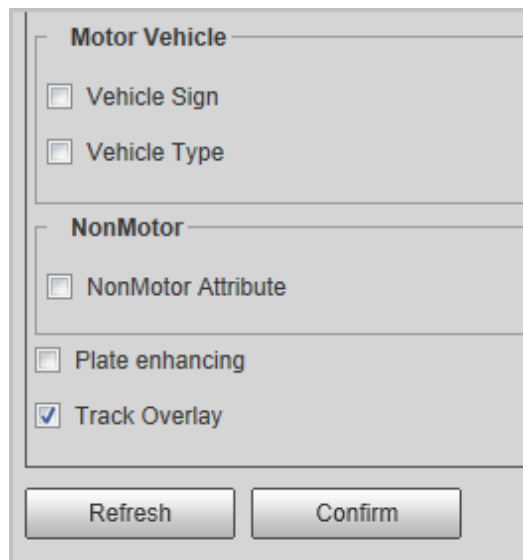 Motor Vehicle
Vehicle Sign
Vehicle Type
NonMotor
NonMotor Attribute
Plate enhancing
Track Overlay
Refresh Confirm